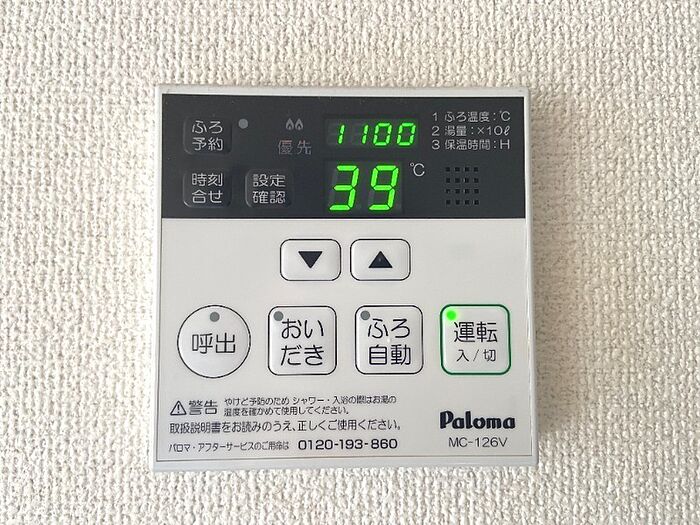 ふろ
予約
優先
1100
1 ふろ温度:℃
2 湯量:×10ℓ
3 保温時間:H
時刻
合せ
設定
確認
39
℃
▼
▲
呼出
おい
だき
ふろ
自動
運転
入/切
警告 やけど予防のため シャワー・入浴の際はお湯の
温度を確かめて使用してください。
取扱説明書をお読みのうえ、正しくご使用ください。
パロマ・アフターサービスのご用命は 0120-193-860
Paloma
MC-126V